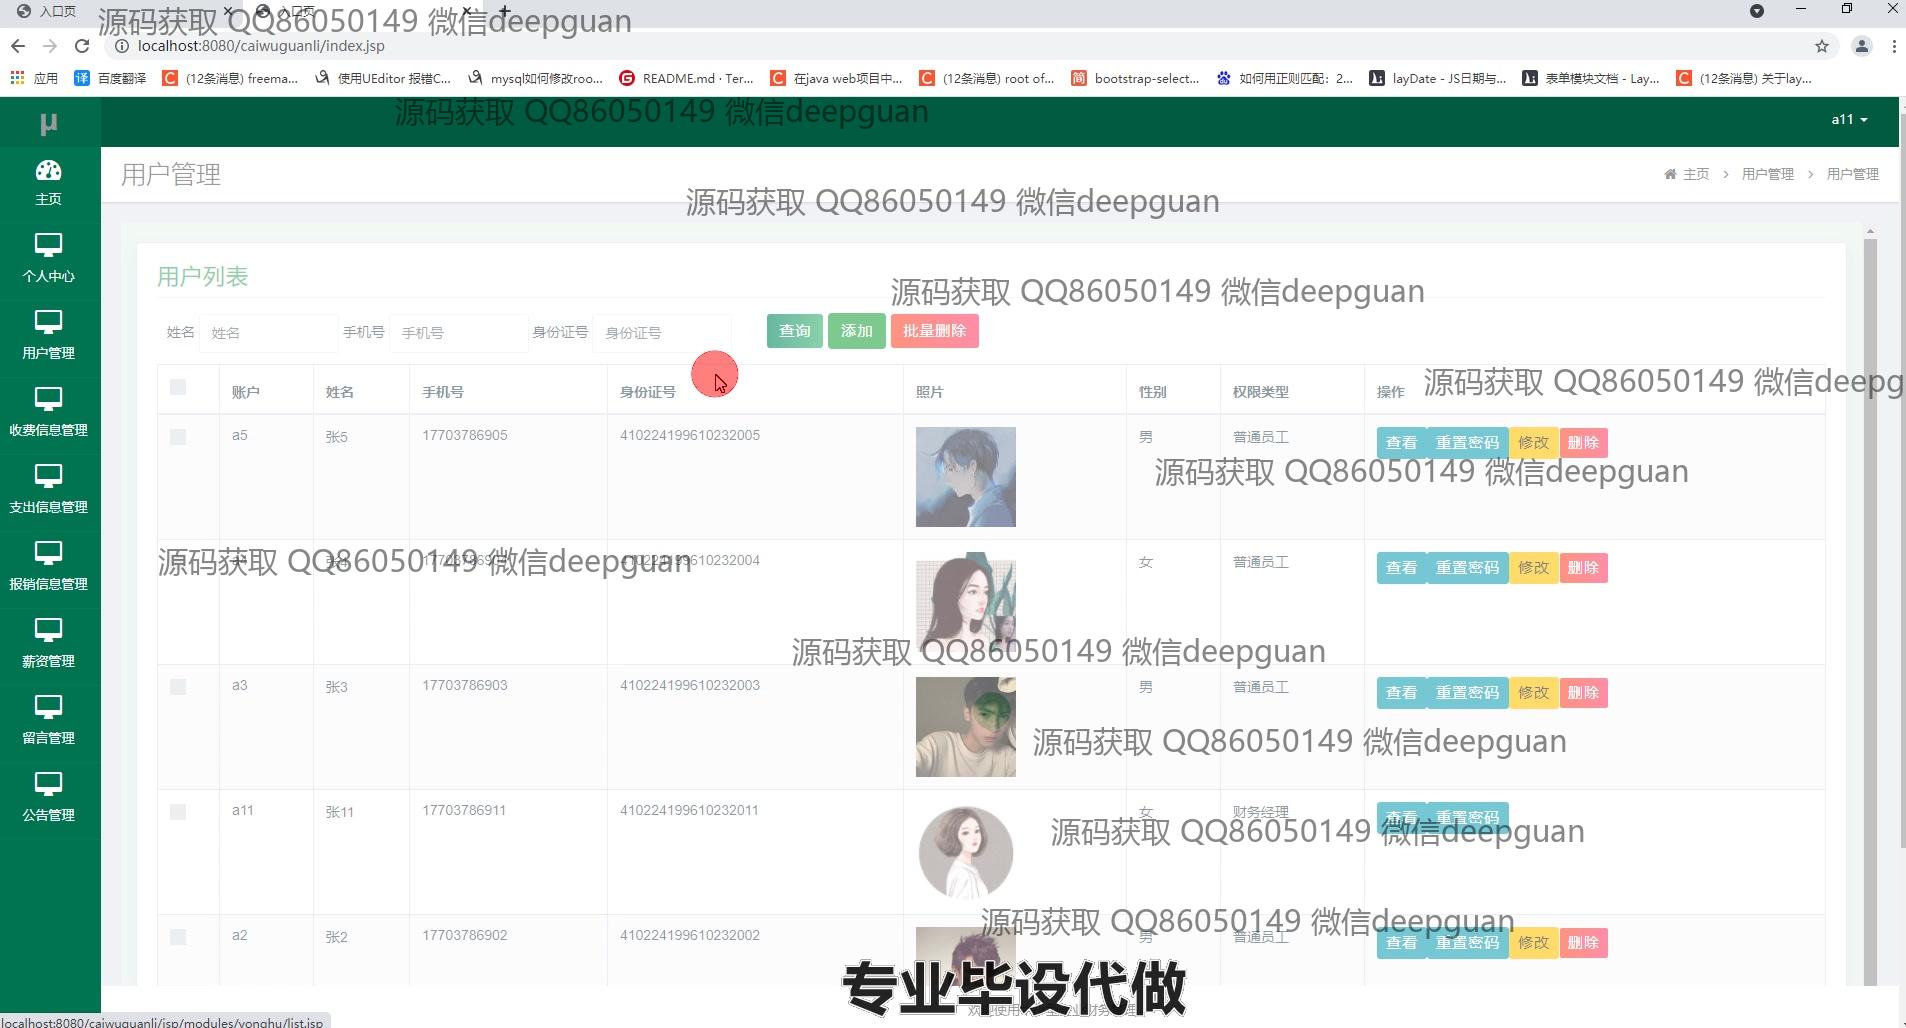 入口页
入口页
源码获取 QQ86050149 微信deepguan
localhost:8080/caiwuguanli/index.jsp
应用
百度翻译
(12条消息) freema...
使用UEditor 报错C...
mysql如何修改roo...
README.md · Ter...
在java web项目中...
(12条消息) root of...
bootstrap-select...
如何用正则匹配：2...
layDate - JS日期与...
表单模块文档 - Lay...
(12条消息) 关于lay...
源码获取 QQ86050149 微信deepguan
μ
a11
主页
个人中心
用户管理
收费信息管理
支出信息管理
报销信息管理
薪资管理
留言管理
公告管理
用户管理
主页 > 用户管理 > 用户管理
源码获取 QQ86050149 微信deepguan
用户列表
源码获取 QQ86050149 微信deepguan
姓名 姓名 手机号 手机号 身份证号 身份证号 查询 添加 批量删除
账户 姓名 手机号 身份证号 照片 性别 权限类型 操作
源码获取 QQ86050149 微信deepg
a5 张5 17703786905 410224199610232005 男 普通员工 查看 重置密码 修改 删除
源码获取 QQ86050149 微信deepguan
a4 张4 17703786904 410224199610232004 女 普通员工 查看 重置密码 修改 删除
源码获取 QQ86050149 微信deepguan
源码获取 QQ86050149 微信deepguan
a3 张3 17703786903 410224199610232003 男 普通员工 查看 重置密码 修改 删除
源码获取 QQ86050149 微信deepguan
a11 张11 17703786911 410224199610232011 女 财务经理 查看 重置密码
源码获取 QQ86050149 微信deepguan
a2 张2 17703786902 410224199610232002 男 普通员工 查看 重置密码 修改 删除
源码获取 QQ86050149 微信deepguan
专业毕设代做
localhost:8080/caiwuguanli/jsp/modules/yonghu/list.jsp